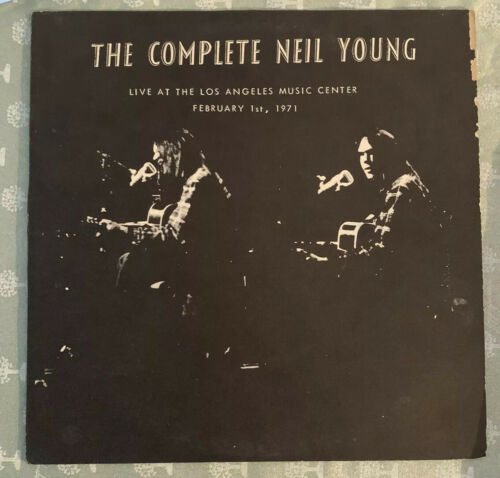 THE COMPLETE NEIL YOUNG
LIVE AT THE LOS ANGELES MUSIC CENTER
FEBRUARY 1st, 1971